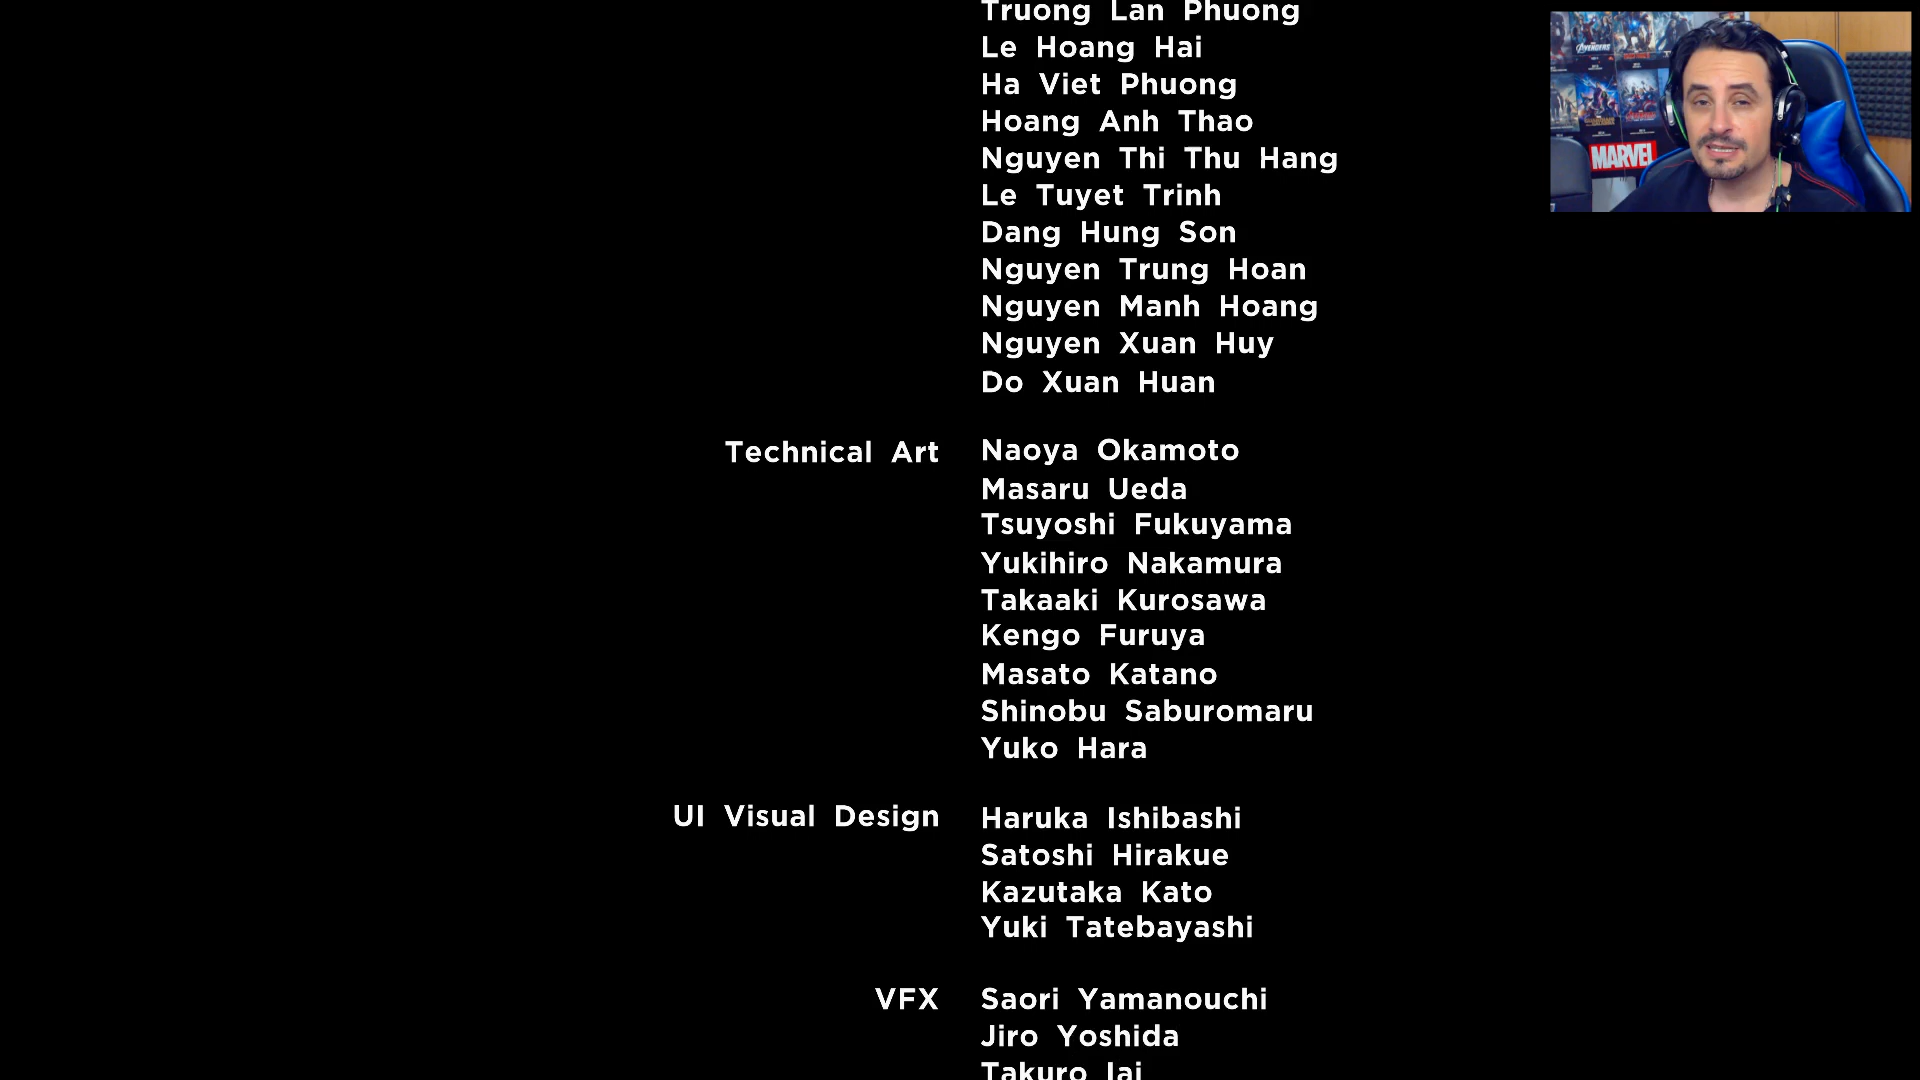 Truong Lan Phuong
Le Hoang Hai
Ha Viet Phuong
Hoang Anh Thao
Nguyen Thi Thu Hang
Le Tuyet Trinh
Dang Hung Son
Nguyen Trung Hoan
Nguyen Manh Hoang
Nguyen Xuan Huy
Do Xuan Huan
Technical Art Naoya Okamoto
Masaru Ueda
Tsuyoshi Fukuyama
Yukihiro Nakamura
Takaaki Kurosawa
Kengo Furuya
Masato Katano
Shinobu Saburomaru
Yuko Hara
UI Visual Design Haruka Ishibashi
Satoshi Hirakue
Kazutaka Kato
Yuki Tatebayashi
VFX Saori Yamanouchi
Jiro Yoshida
Takuro Iai
AVENGERS
MARVEL